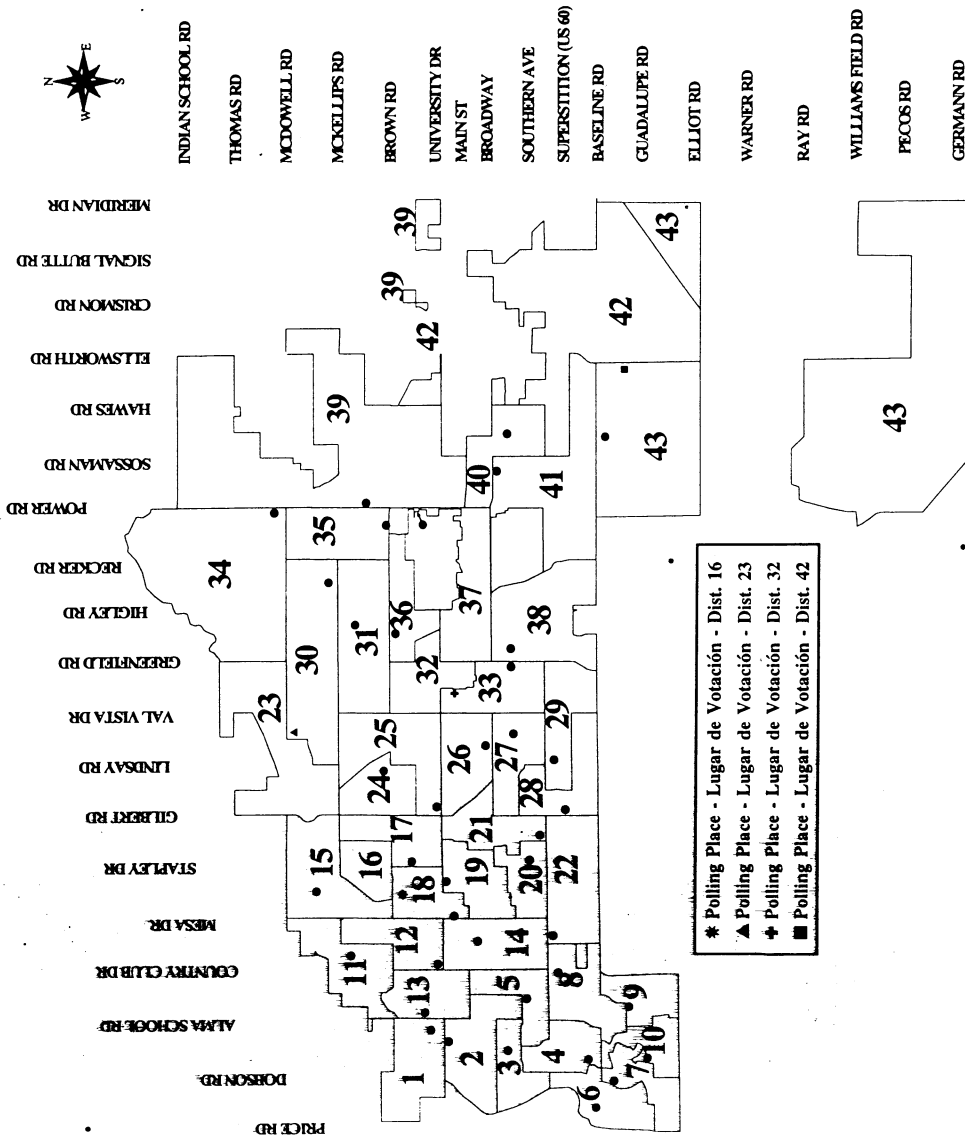 N
E
S
W
INDIAN SCHOOL RD
THOMAS RD
MCDOWELL RD
MCKELLIPS RD
BROWN RD
UNIVERSITY DR
MAIN ST
BROADWAY
SOUTHERN AVE
SUPERSTITION (US 60)
BASELINE RD
GUADALUPE RD
ELLIOT RD
WARNER RD
RAY RD
WILLIAMS FIELD RD
PECOS RD
GERMANN RD
MERIDIAN DR
SIGNAL BUTTE RD
CRISMON RD
ELLSWORTH RD
HAWES RD
SOSSAMAN RD
POWER RD
RECKER RD
HIGLEY RD
GREENFIELD RD
VAL VISTA DR
LINDSAY RD
GILBERT RD
STAPLEY DR
MESA DR
COUNTRY CLUB DR
ALMA SCHOOL RD
DOBSON RD
PRICE RD
39
39
43
42
42
39
43
43
40
41
35
34
37
36
31
38
30
32
33
23
29
25
26
27
24
28
17
21
15
16
19
20
22
18
12
14
11
8
13
5
9
10
1
2
3
4
7
6
✱ Polling Place - Lugar de Votación - Dist. 16
▲ Polling Place - Lugar de Votación - Dist. 23
✚ Polling Place - Lugar de Votación - Dist. 32
■ Polling Place - Lugar de Votación - Dist. 42